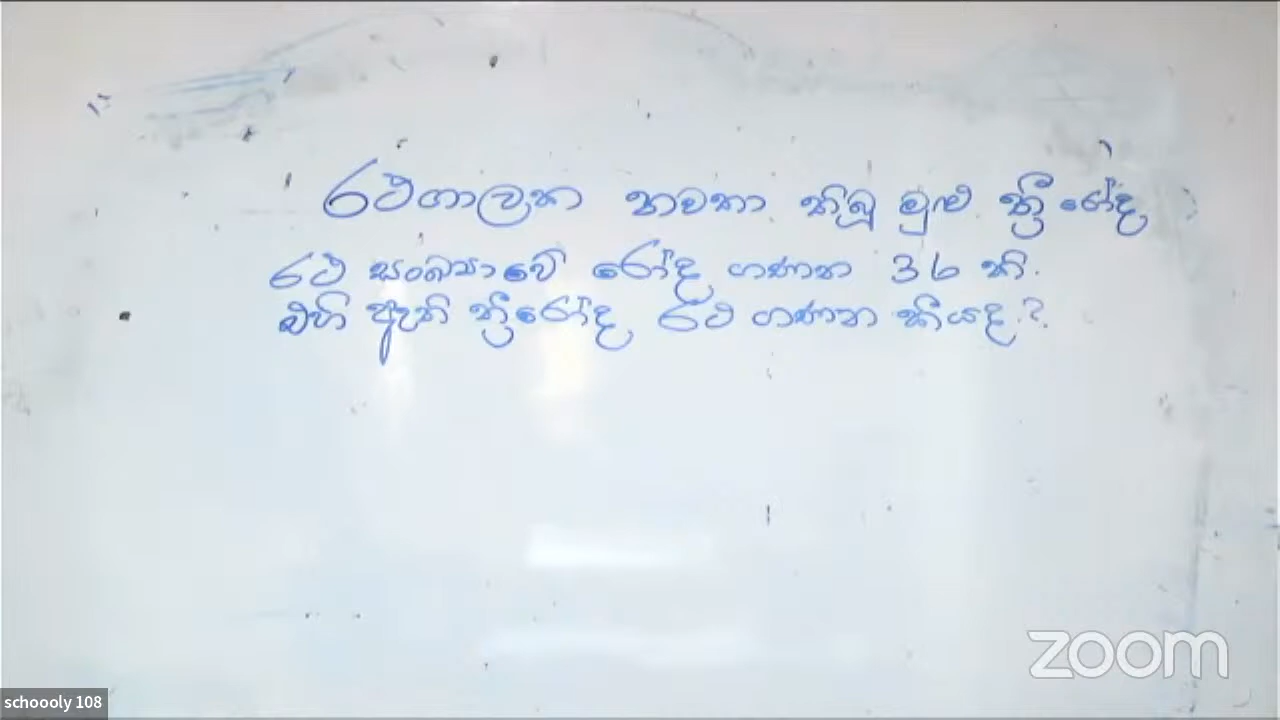 රථගාලක නවතා තිබූ මුළු ත්‍රී රෝද
රථ සංඛ්‍යාවේ රෝද ගණන 36 කි.
එහි ඇති ත්‍රීරෝද රථ ගණන කීයද?
zoom
schoooly 108